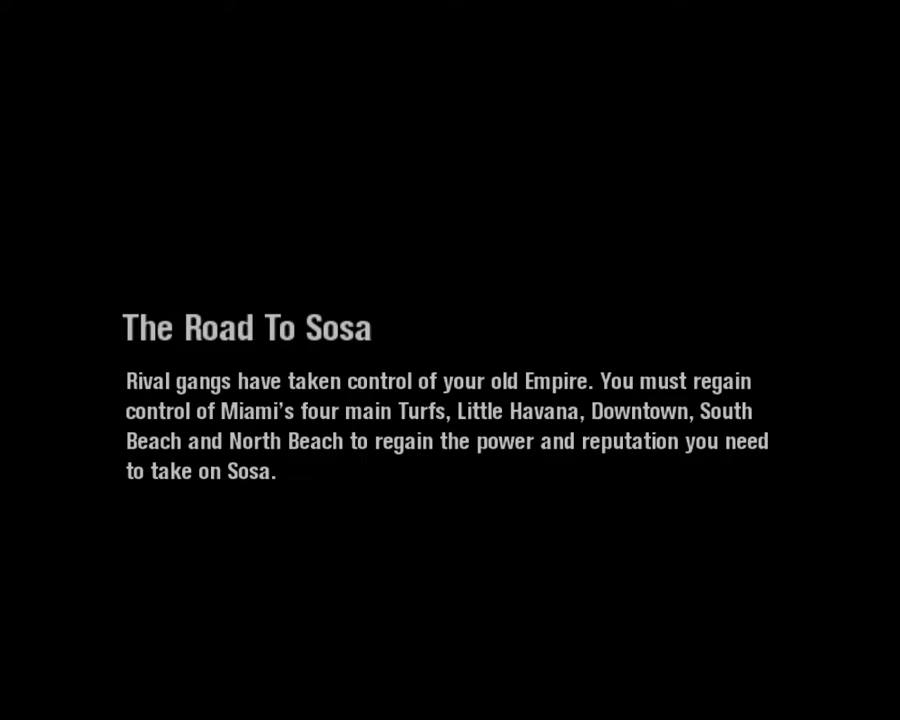 The Road To Sosa
Rival gangs have taken control of your old Empire. You must regain
control of Miami's four main Turfs, Little Havana, Downtown, South
Beach and North Beach to regain the power and reputation you need
to take on Sosa.